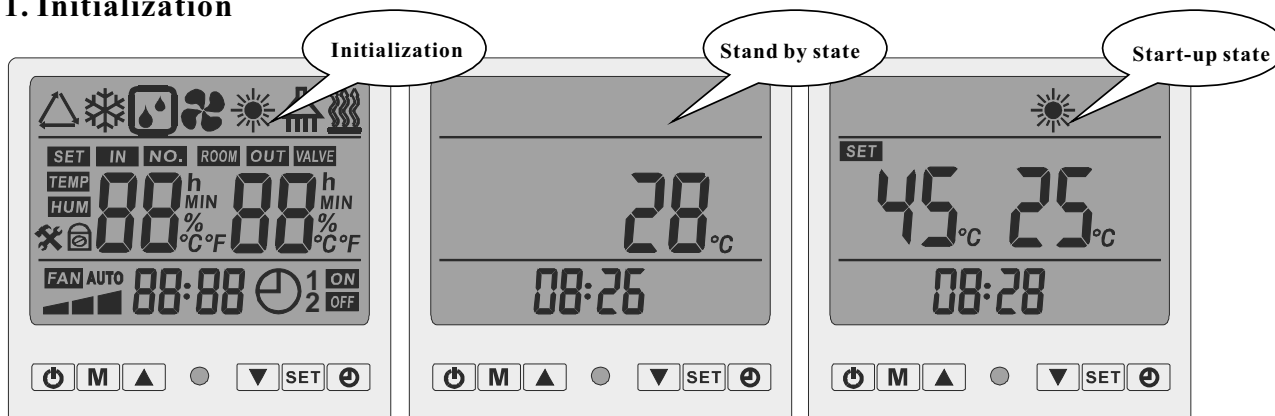 1. Initialization
Initialization
Stand by state
Start-up state
SET IN NO. ROOM OUT VALVE
TEMP
HUM
88 h MIN % °C °F 88 h MIN % °C °F
FAN AUTO 88:88 1 ON
2 OFF
M SET
28 °C
08:26
M SET
SET
45 °C 25 °C
08:28
M SET